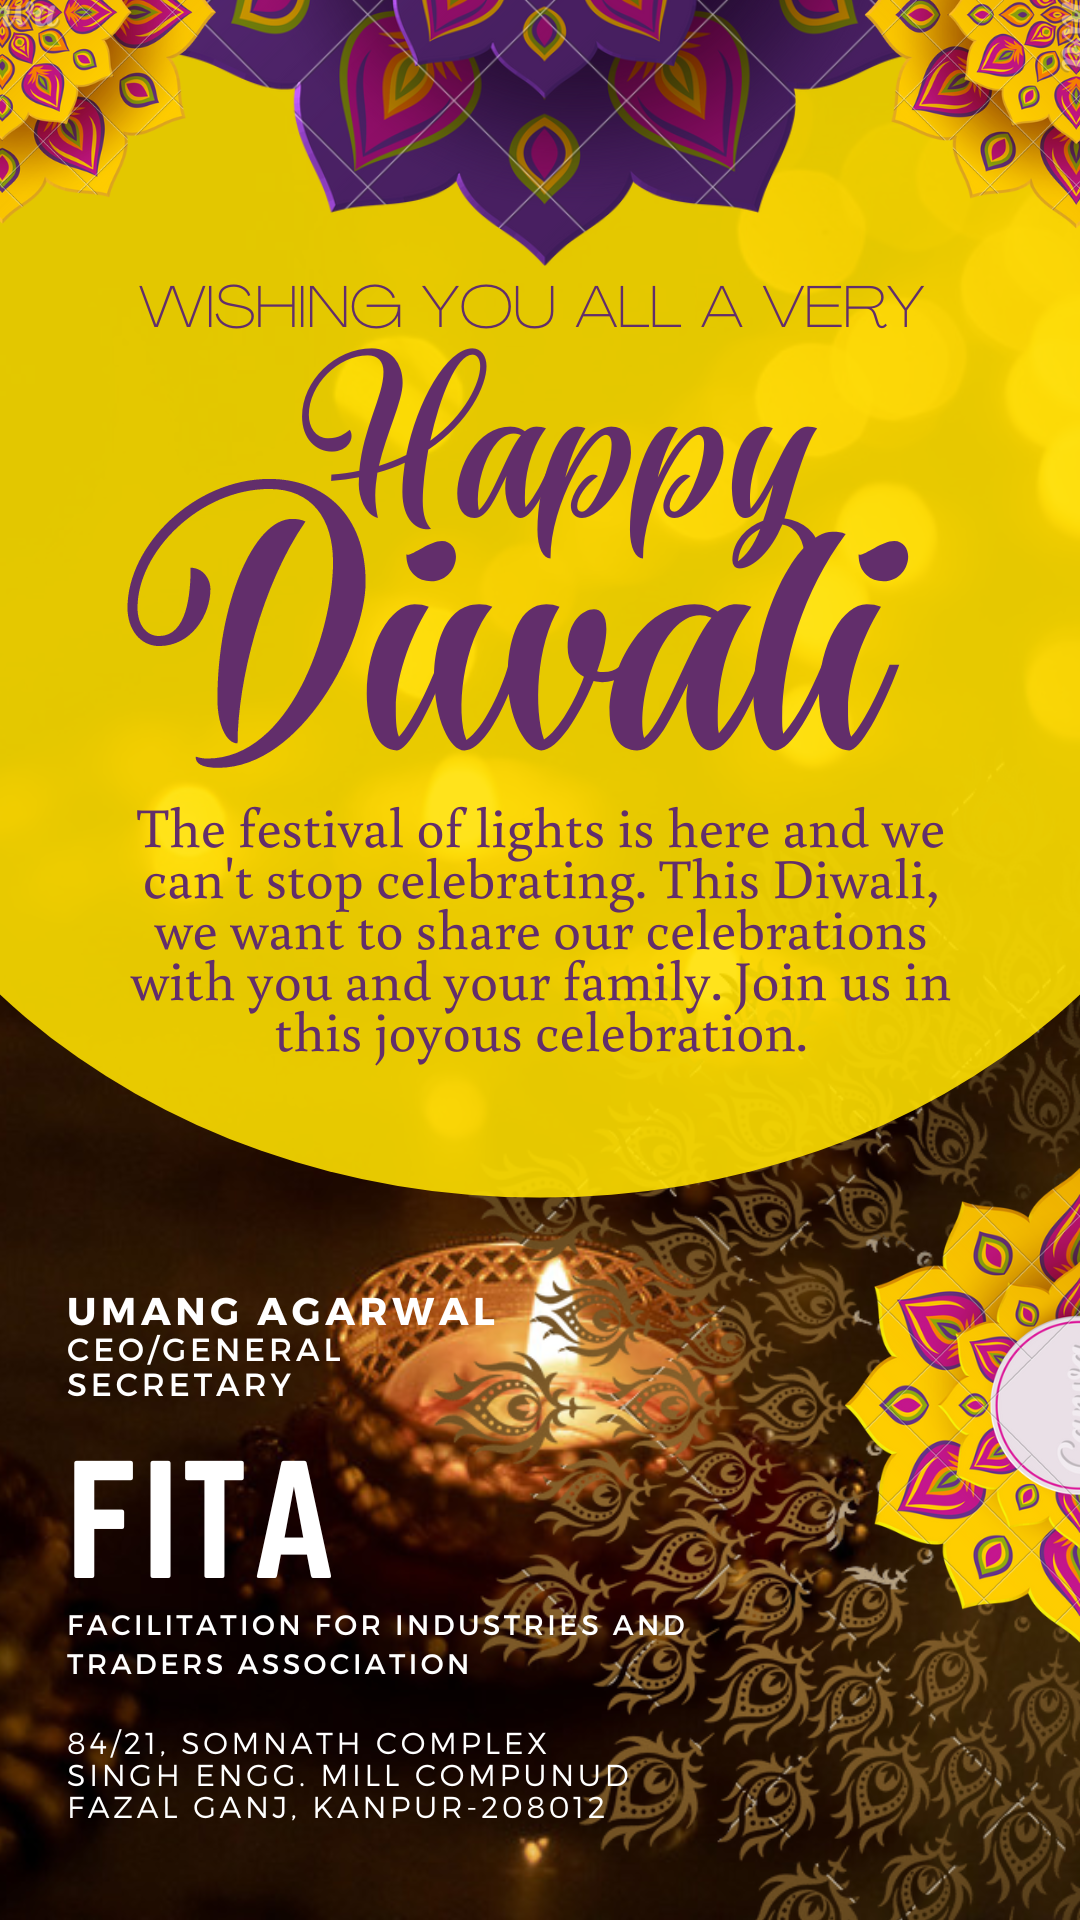 WISHING YOU ALL A VERY
Happy
Diwali
The festival of lights is here and we
can't stop celebrating. This Diwali,
we want to share our celebrations
with you and your family. Join us in
this joyous celebration.
UMANG AGARWAL
CEO/GENERAL
SECRETARY
FITA
FACILITATION FOR INDUSTRIES AND
TRADERS ASSOCIATION
84/21, SOMNATH COMPLEX
SINGH ENGG. MILL COMPUNUD
FAZAL GANJ, KANPUR-208012